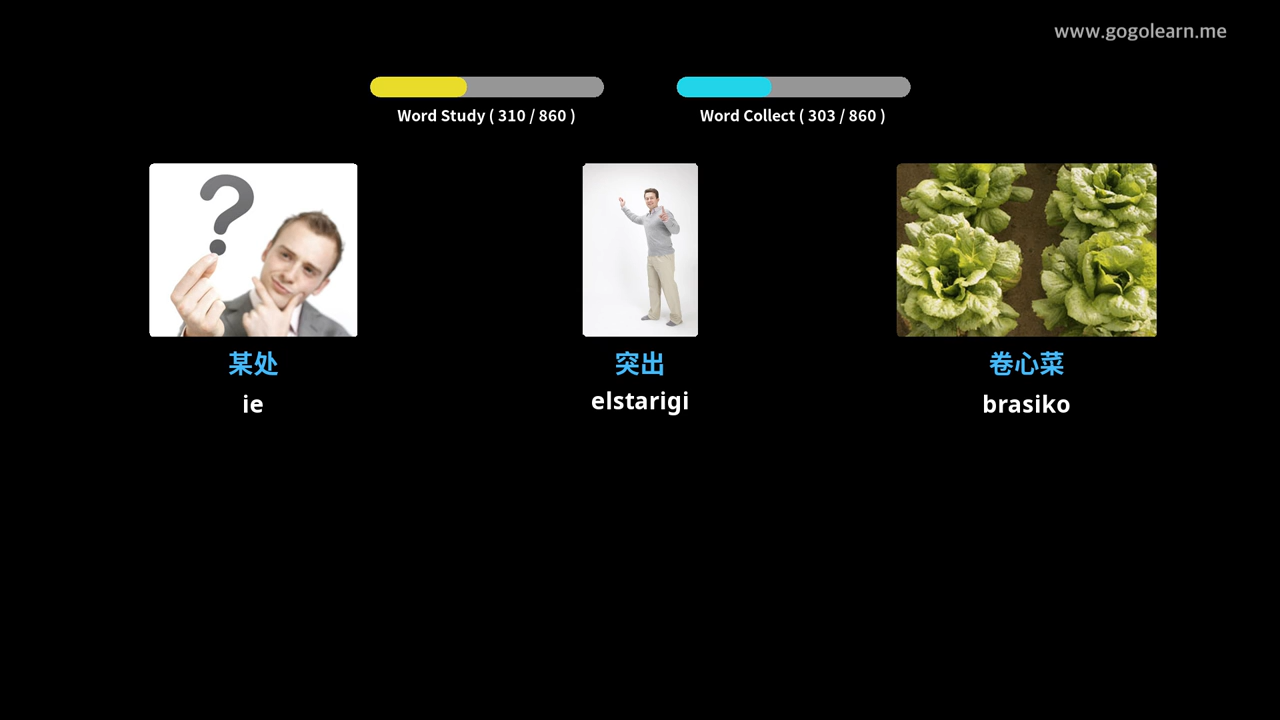 www.gogolearn.me
Word Study ( 310 / 860 )
Word Collect ( 303 / 860 )
某处
突出
卷心菜
ie
elstarigi
brasiko